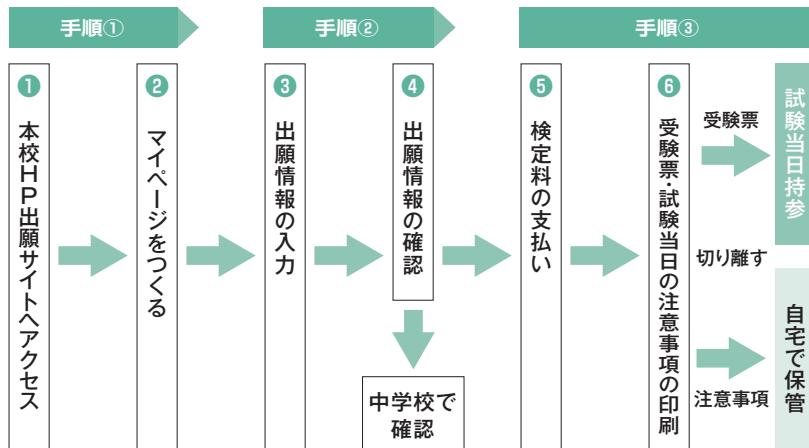 手順①
手順②
手順③
❶
本校HP出願サイトへアクセス
❷
マイページをつくる
❸
出願情報の入力
❹
出願情報の確認
中学校で
確認
❺
検定料の支払い
❻
受験票・試験当日の注意事項の印刷
受験票
試験当日持参
切り離す
注意事項
自宅で保管